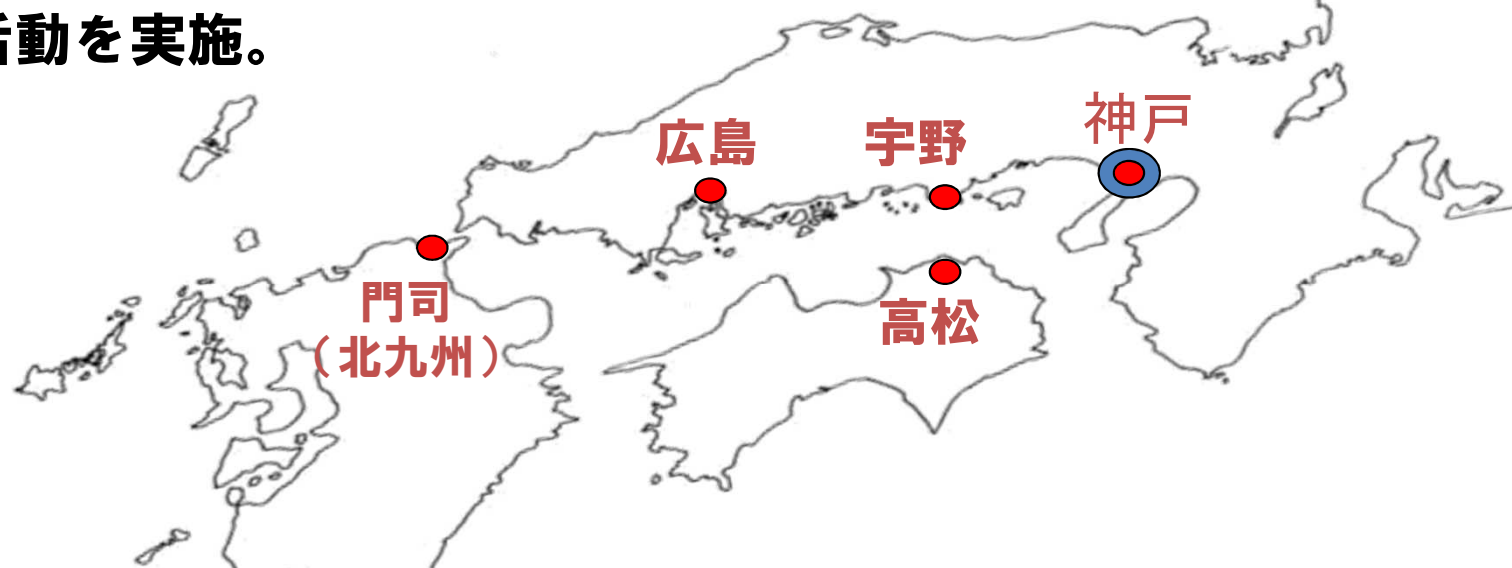 動を実施。
神戸
広島
宇野
門司
（北九州）
高松